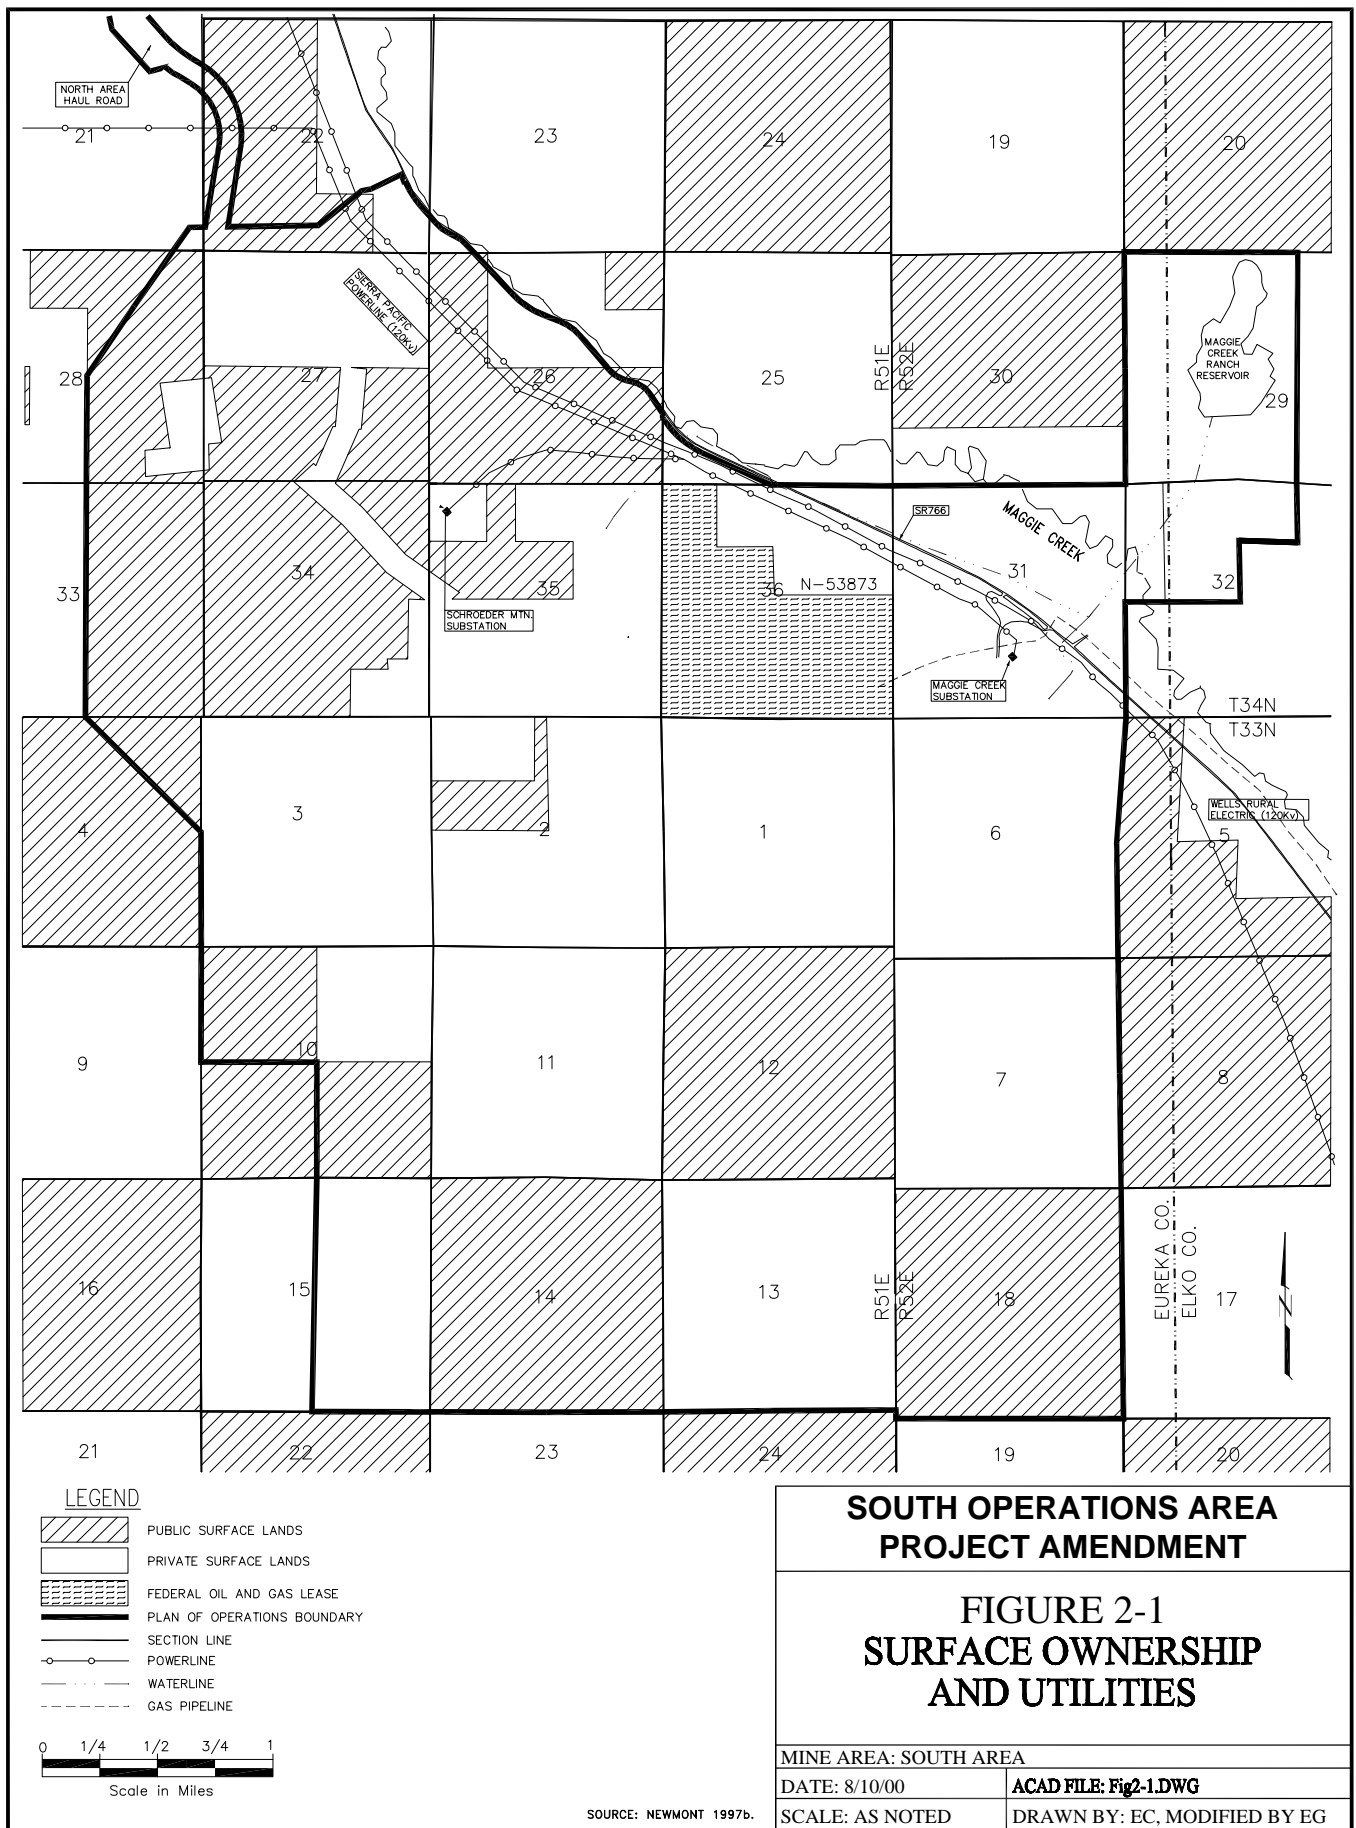 NORTH AREA
HAUL ROAD
21
22
23
24
19
20
SIERRA PACIFIC
POWERLINE (120Kv)
28
27
26
25
R51E
R52E
30
MAGGIE
CREEK
RANCH
RESERVOIR
29
SR766
MAGGIE CREEK
33
34
35
36
N-53873
31
32
SCHROEDER MTN.
SUBSTATION
MAGGIE CREEK
SUBSTATION
T34N
T33N
4
3
2
1
6
5
WELLS RURAL
ELECTRIC (120Kv)
9
10
11
12
7
8
16
15
14
13
R51E
R52E
18
EUREKA CO.
ELKO CO.
17
N
21
22
23
24
19
20
LEGEND
PUBLIC SURFACE LANDS
PRIVATE SURFACE LANDS
FEDERAL OIL AND GAS LEASE
PLAN OF OPERATIONS BOUNDARY
SECTION LINE
POWERLINE
WATERLINE
GAS PIPELINE
0 1/4 1/2 3/4 1
Scale in Miles
SOURCE: NEWMONT 1997b.
SOUTH OPERATIONS AREA
PROJECT AMENDMENT
FIGURE 2-1
SURFACE OWNERSHIP
AND UTILITIES
MINE AREA: SOUTH AREA
DATE: 8/10/00
ACAD FILE: Fig2-1.DWG
SCALE: AS NOTED
DRAWN BY: EC, MODIFIED BY EG